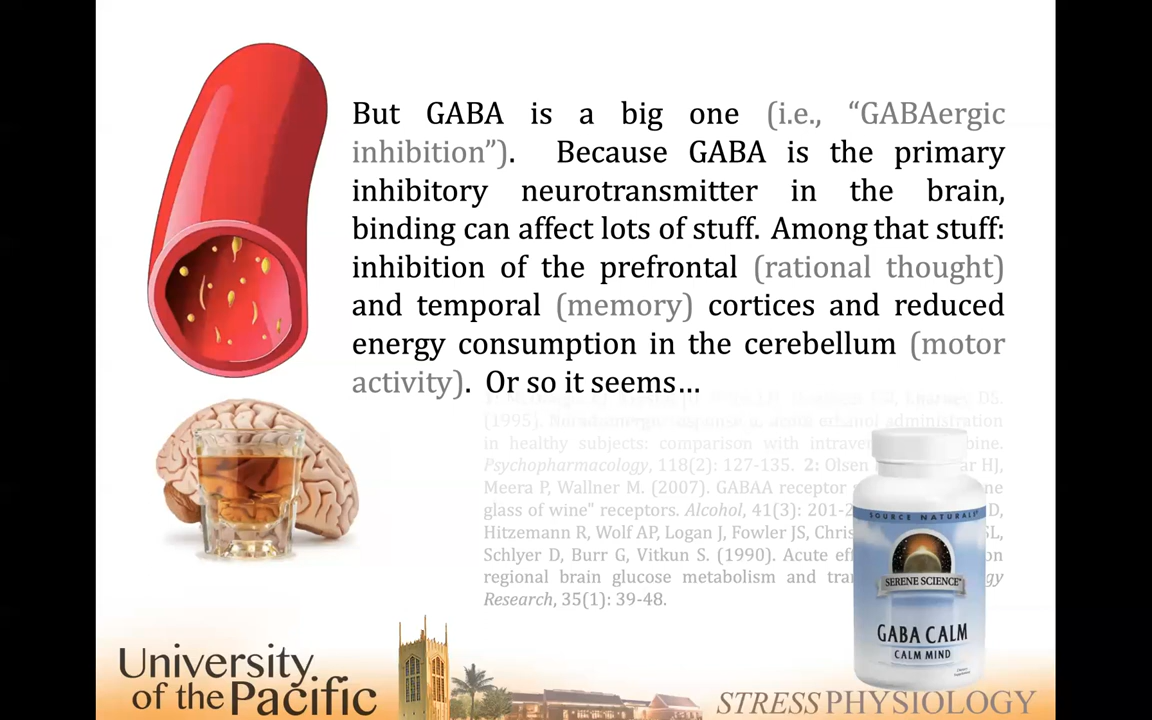 But GABA is a big one (i.e., “GABAergic
inhibition”). Because GABA is the primary
inhibitory neurotransmitter in the brain,
binding can affect lots of stuff. Among that stuff:
inhibition of the prefrontal (rational thought)
and temporal (memory) cortices and reduced
energy consumption in the cerebellum (motor
activity). Or so it seems…
(1995). Noradrenergic response to acute ethanol administration
in healthy subjects: comparison with
Psychopharmacology, 118(2): 127-135. 2: Olsen HJ,
Meera P, Wallner M. (2007). GABAA receptor
glass of wine” receptors. Alcohol, 41(3): D,
Hitzemann R, Wolf AP, Logan J, Fowler JS, SL,
Schlyer D, Burr G, Vitkun S. (1990). Acute on
regional brain glucose metabolism and
Research, 35(1): 39-48.
SOURCE NATURALS
SERENE SCIENCE®
GABA CALM
CALM MIND
University
of the Pacific
STRESS PHYSIOLOGY